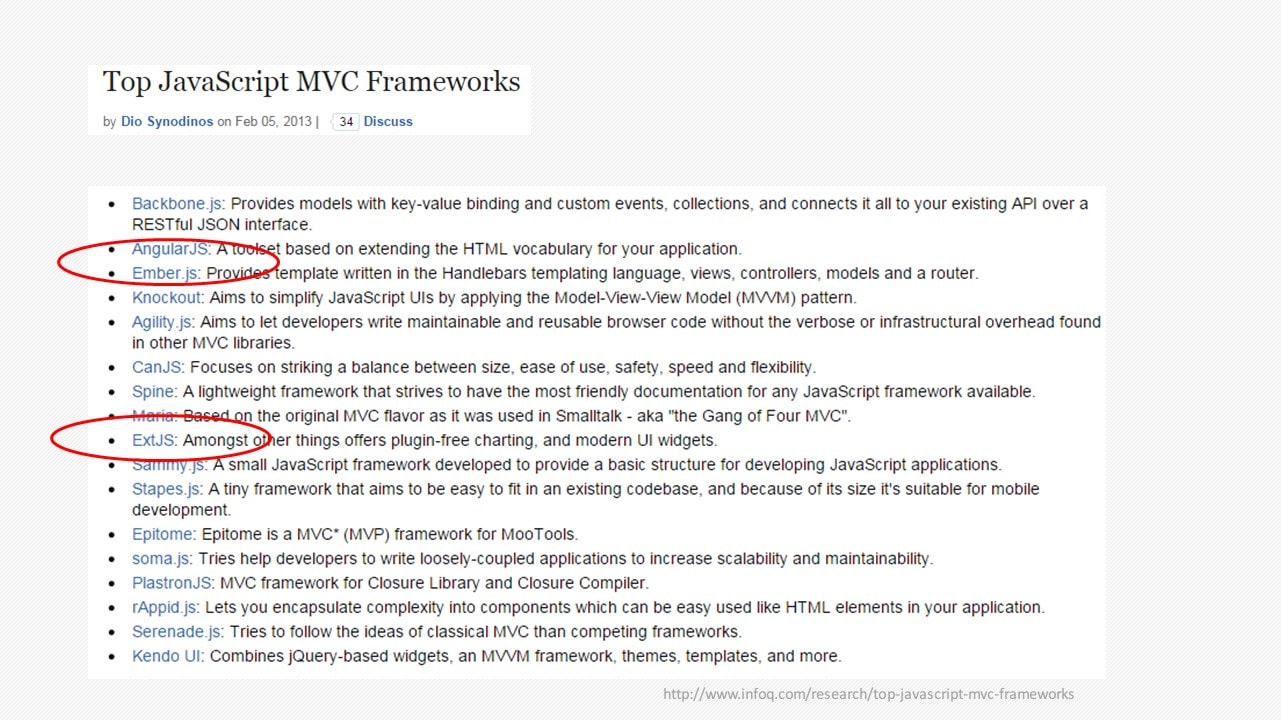 Top JavaScript MVC Frameworks
by Dio Synodinos on Feb 05, 2013 | 34 Discuss
• Backbone.js: Provides models with key-value binding and custom events, collections, and connects it all to your existing API over a
RESTful JSON interface.
• AngularJS: A toolset based on extending the HTML vocabulary for your application.
• Ember.js: Provides template written in the Handlebars templating language, views, controllers, models and a router.
• Knockout: Aims to simplify JavaScript UIs by applying the Model-View-View Model (MVVM) pattern.
• Agility.js: Aims to let developers write maintainable and reusable browser code without the verbose or infrastructural overhead found
in other MVC libraries.
• CanJS: Focuses on striking a balance between size, ease of use, safety, speed and flexibility.
• Spine: A lightweight framework that strives to have the most friendly documentation for any JavaScript framework available.
• Maria: Based on the original MVC flavor as it was used in Smalltalk - aka "the Gang of Four MVC".
• ExtJS: Amongst other things offers plugin-free charting, and modern UI widgets.
• Sammy.js: A small JavaScript framework developed to provide a basic structure for developing JavaScript applications.
• Stapes.js: A tiny framework that aims to be easy to fit in an existing codebase, and because of its size it's suitable for mobile
development.
• Epitome: Epitome is a MVC* (MVP) framework for MooTools.
• soma.js: Tries help developers to write loosely-coupled applications to increase scalability and maintainability.
• PlastronJS: MVC framework for Closure Library and Closure Compiler.
• rAppid.js: Lets you encapsulate complexity into components which can be easy used like HTML elements in your application.
• Serenade.js: Tries to follow the ideas of classical MVC than competing frameworks.
• Kendo UI: Combines jQuery-based widgets, an MVVM framework, themes, templates, and more.
http://www.infoq.com/research/top-javascript-mvc-frameworks